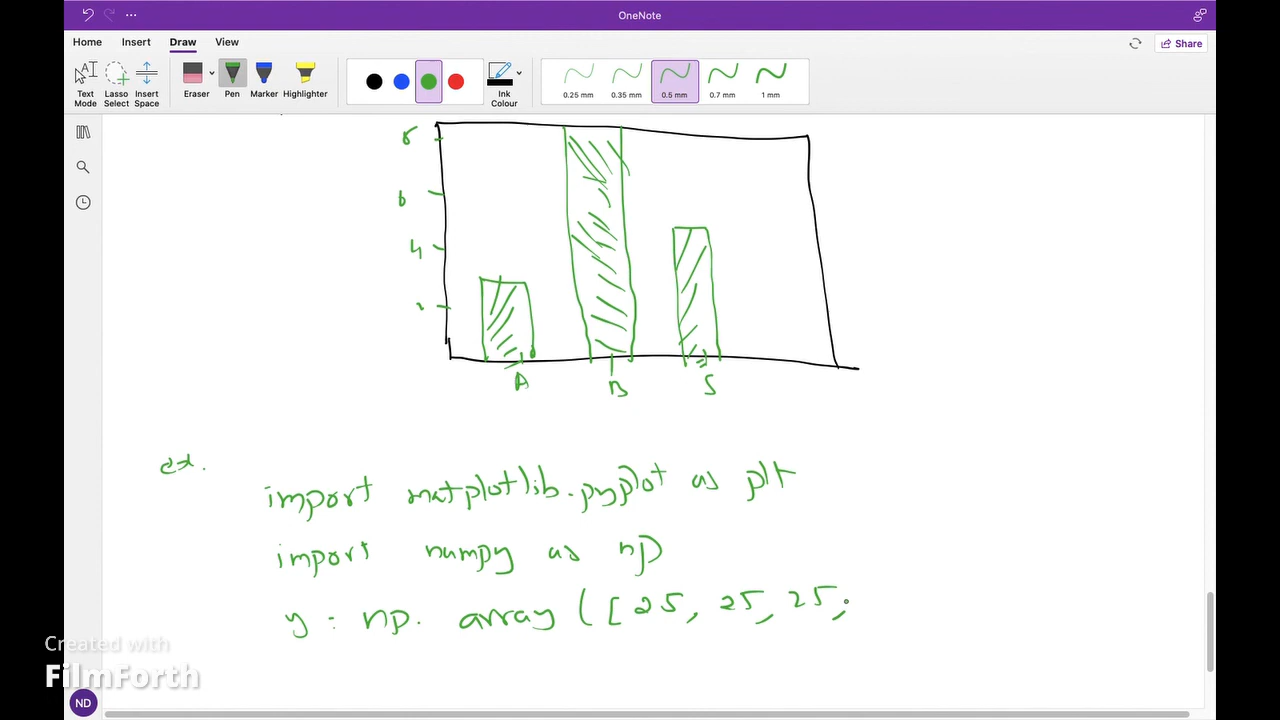 OneNote
Home Insert Draw View
Share
Text Mode Lasso Select Insert Space Eraser Pen Marker Highlighter Ink Colour 0.25 mm 0.35 mm 0.5 mm 0.7 mm 1 mm
6
4
A B S
ex.
import matplotlib.pyplot as plt
import numpy as np
y = np. array ([ 25, 25, 25,
Created with
FilmForth
ND